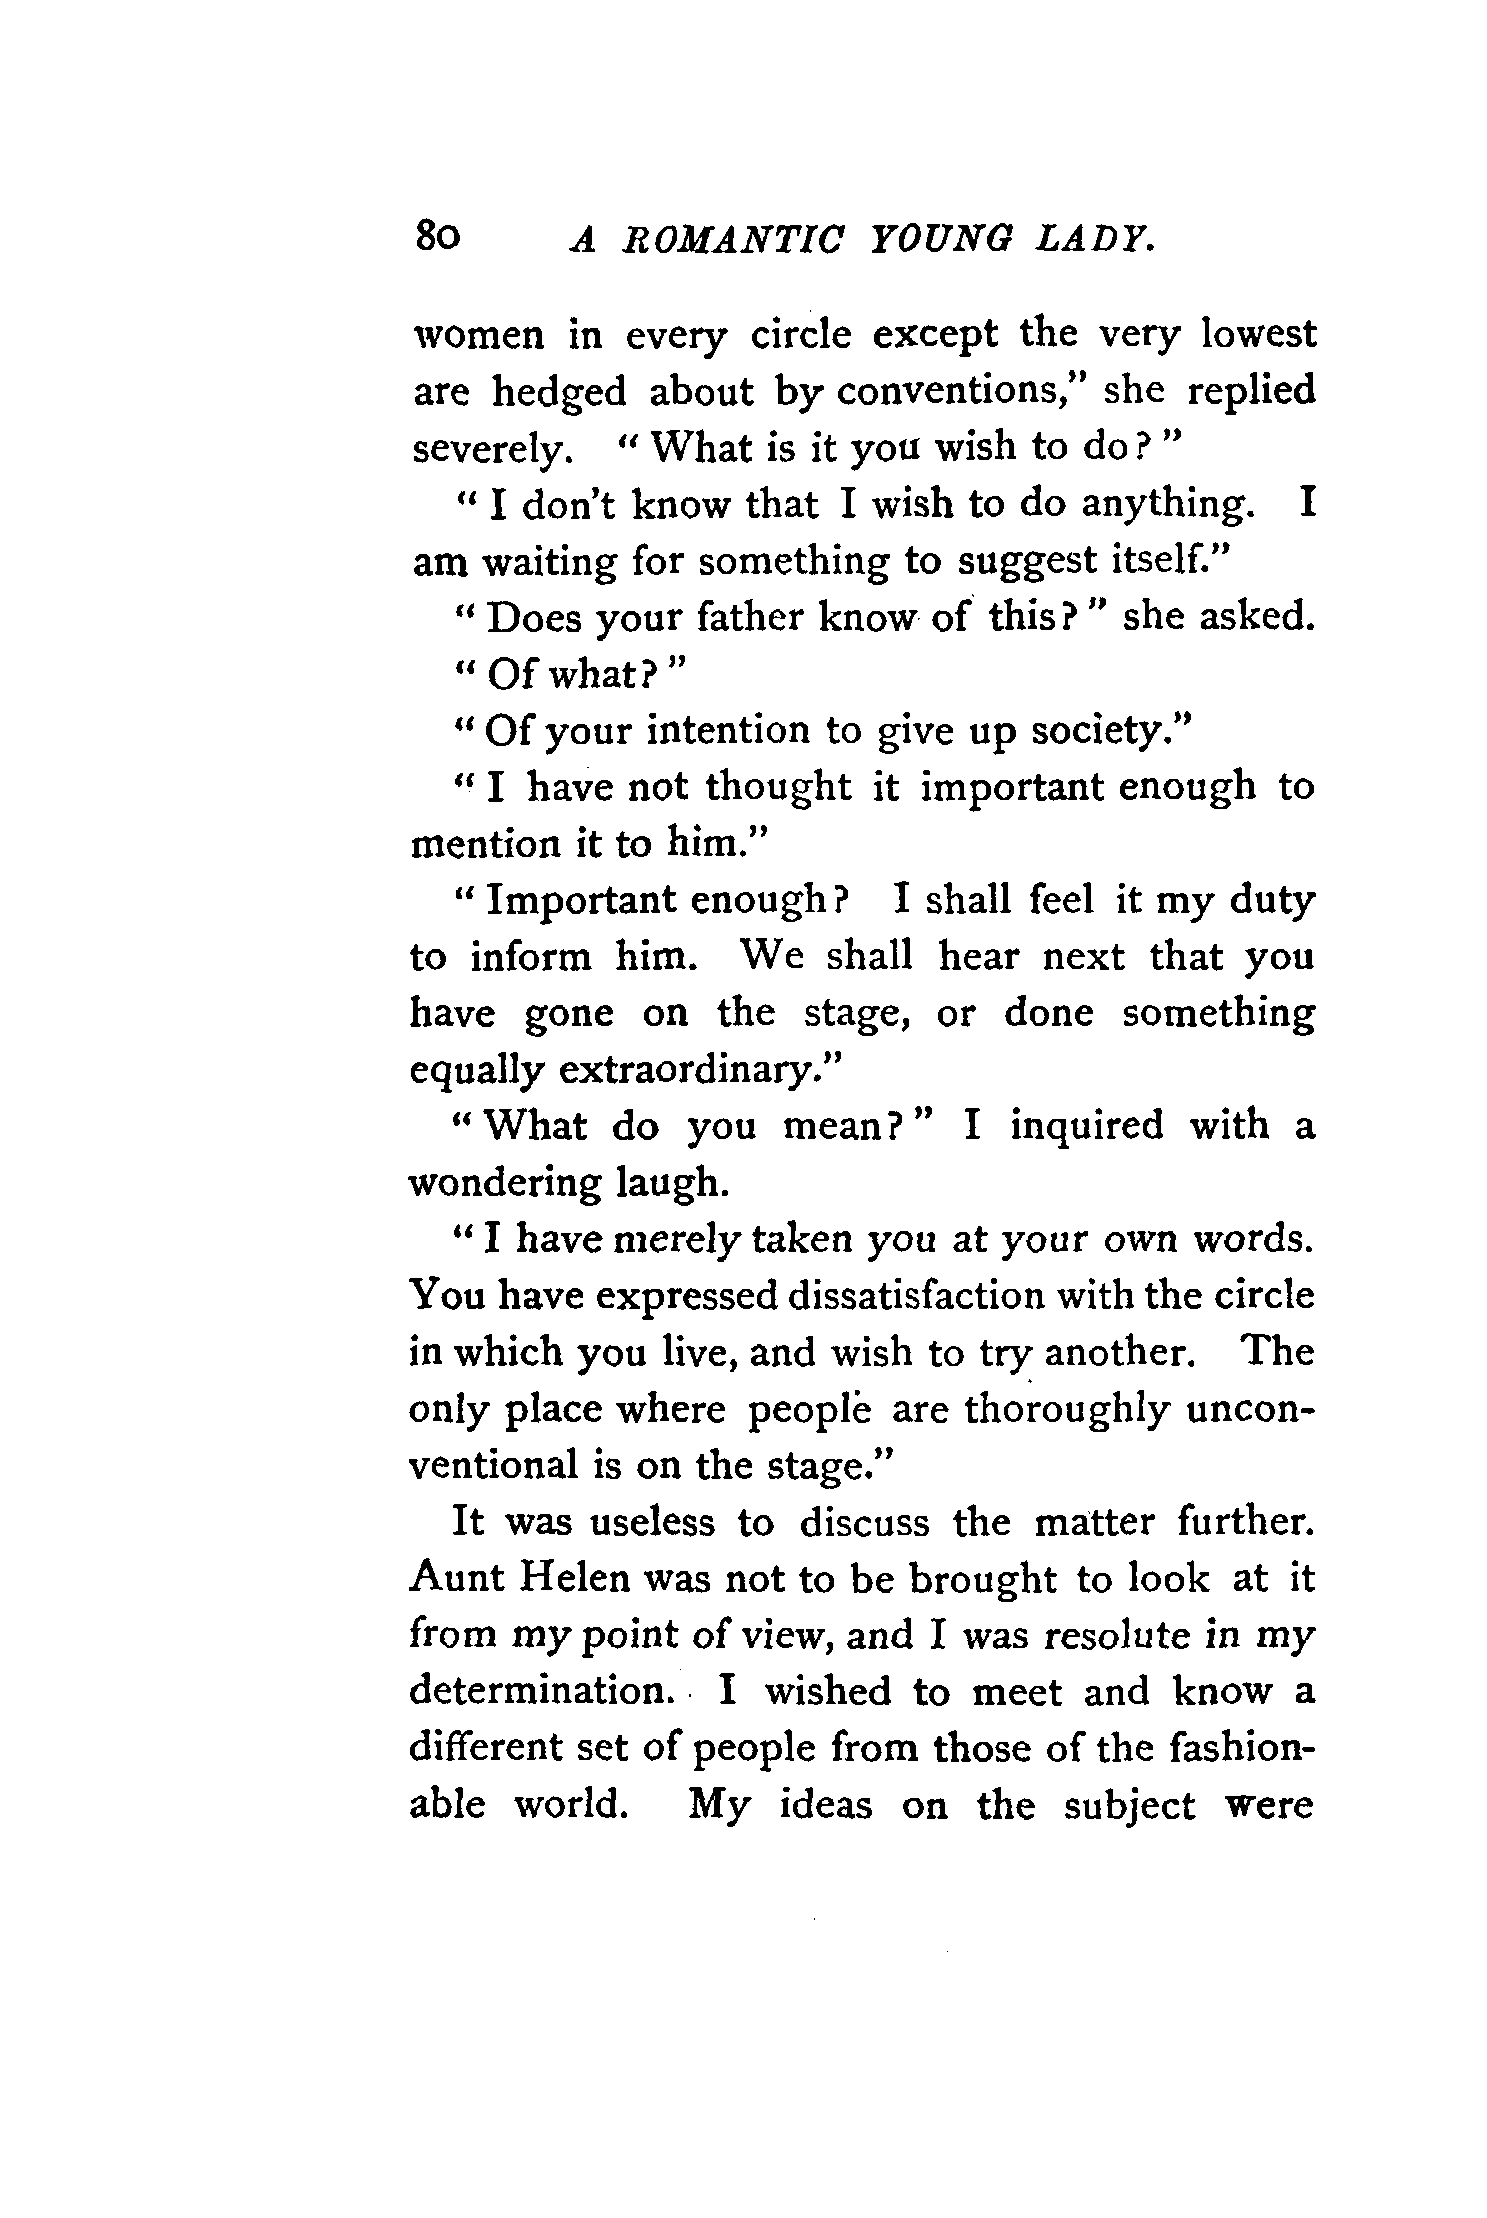 80 A ROMANTIC YOUNG LADY.
women in every circle except the very lowest
are hedged about by conventions,” she replied
severely. “ What is it you wish to do? ”
“ I don't know that I wish to do anything. I
am waiting for something to suggest itself.”
“ Does your father know of this? ” she asked.
“ Of what? ”
“ Of your intention to give up society.”
“ I have not thought it important enough to
mention it to him.”
“ Important enough? I shall feel it my duty
to inform him. We shall hear next that you
have gone on the stage, or done something
equally extraordinary.”
“ What do you mean? ” I inquired with a
wondering laugh.
“ I have merely taken you at your own words.
You have expressed dissatisfaction with the circle
in which you live, and wish to try another. The
only place where people are thoroughly uncon-
ventional is on the stage.”
It was useless to discuss the matter further.
Aunt Helen was not to be brought to look at it
from my point of view, and I was resolute in my
determination. I wished to meet and know a
different set of people from those of the fashion-
able world. My ideas on the subject were